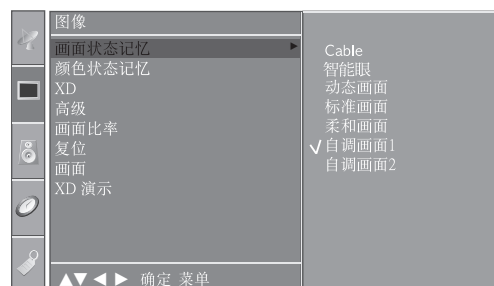 图像
画面状态记忆
颜色状态记忆
XD
高级
画面比率
复位
画面
XD 演示
▲▼◄► 确定 菜单
Cable
智能眼
动态画面
标准画面
柔和画面
✓自调画面1
自调画面2